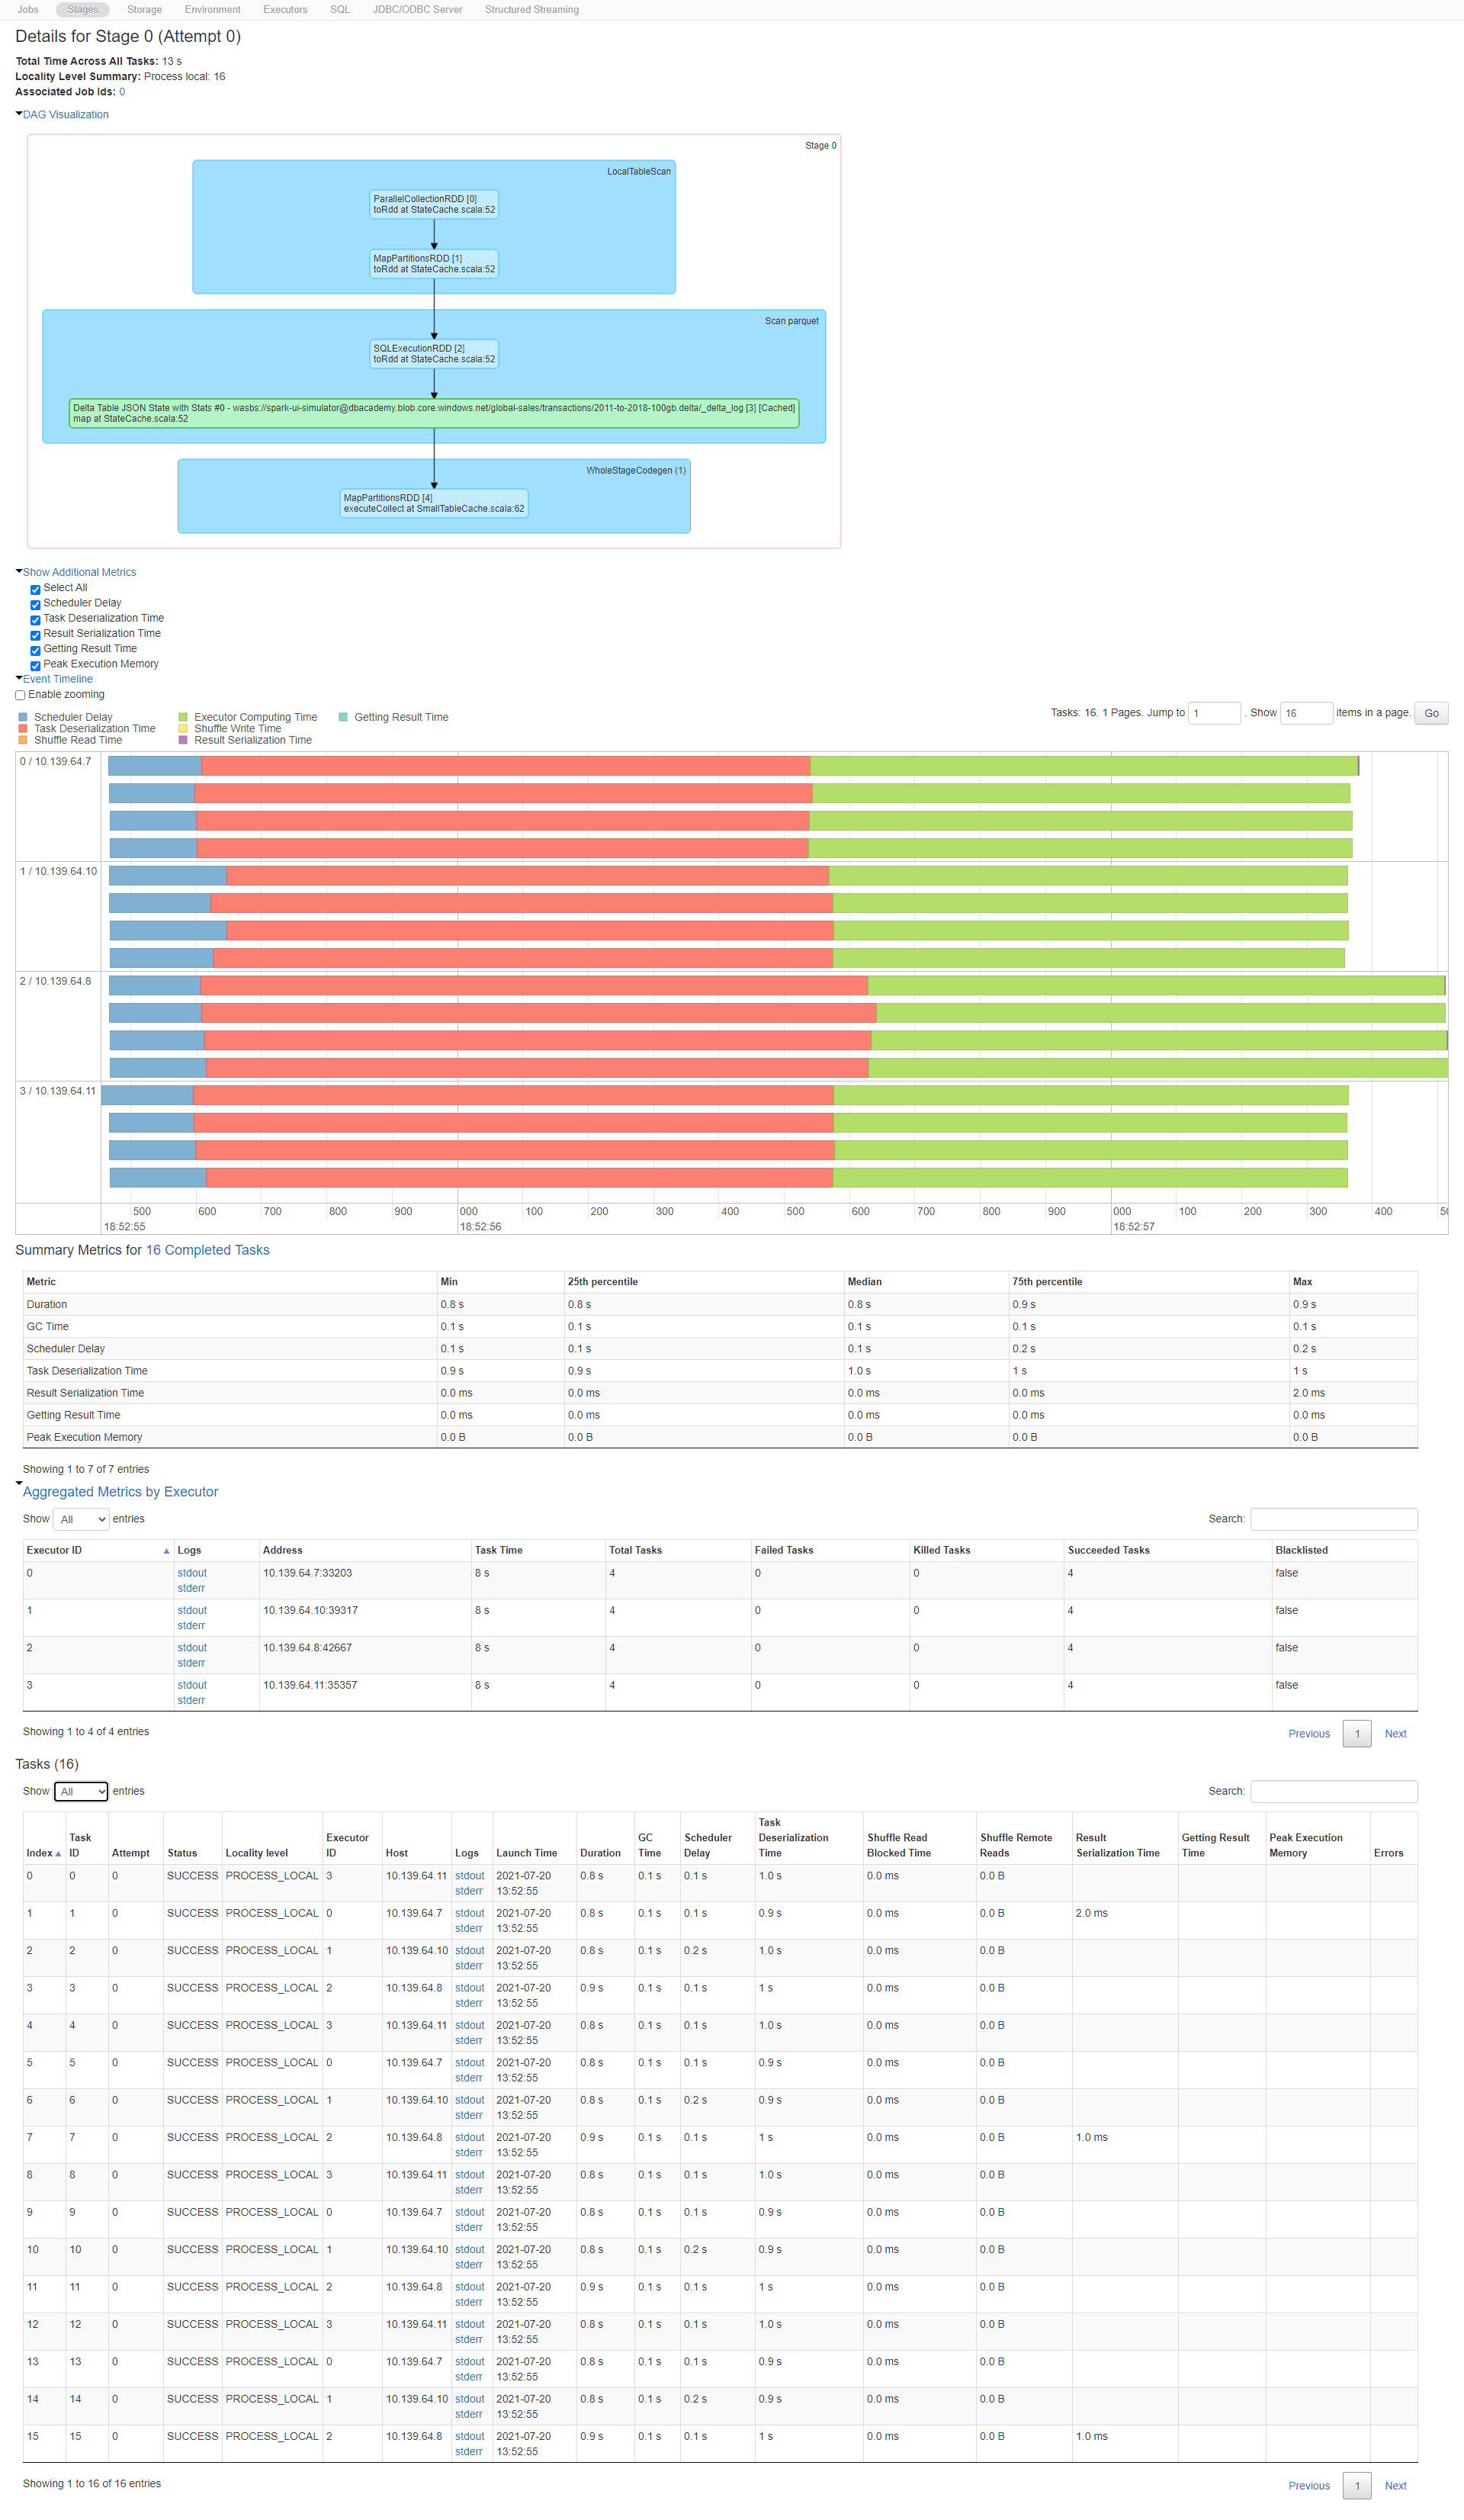 Jobs Stages Storage Environment Executors SQL JDBC/ODBC Server Structured Streaming
Details for Stage 0 (Attempt 0)
Total Time Across All Tasks: 13 s
Locality Level Summary: Process local: 16
Associated Job Ids: 0
DAG Visualization
Stage 0
LocalTableScan
ParallelCollectionRDD [0]
toRdd at StateCache.scala:52
MapPartitionsRDD [1]
toRdd at StateCache.scala:52
Scan parquet
SQLExecutionRDD [2]
toRdd at StateCache.scala:52
Delta Table JSON State with Stats #0 - wasbs://spark-ui-simulator@dbacademy.blob.core.windows.net/global-sales/transactions/2011-to-2018-100gb.delta/_delta_log [3] [Cached]
map at StateCache.scala:52
WholeStageCodegen (1)
MapPartitionsRDD [4]
executeCollect at SmallTableCache.scala:62
Show Additional Metrics
Select All
Scheduler Delay
Task Deserialization Time
Result Serialization Time
Getting Result Time
Peak Execution Memory
Event Timeline
Enable zooming
Tasks: 16. 1 Pages. Jump to 1 . Show 16 items in a page. Go
Scheduler Delay Executor Computing Time Getting Result Time
Task Deserialization Time Shuffle Write Time
Shuffle Read Time Result Serialization Time
0 / 10.139.64.7
1 / 10.139.64.10
2 / 10.139.64.8
3 / 10.139.64.11
500 600 700 800 900 000 100 200 300 400 500 600 700 800 900 000 100 200 300 400
18:52:55 18:52:56 18:52:57
Summary Metrics for 16 Completed Tasks
Metric Min 25th percentile Median 75th percentile Max
Duration 0.8 s 0.8 s 0.8 s 0.9 s 0.9 s
GC Time 0.1 s 0.1 s 0.1 s 0.1 s 0.1 s
Scheduler Delay 0.1 s 0.1 s 0.1 s 0.2 s 0.2 s
Task Deserialization Time 0.9 s 0.9 s 1.0 s 1 s 1 s
Result Serialization Time 0.0 ms 0.0 ms 0.0 ms 0.0 ms 2.0 ms
Getting Result Time 0.0 ms 0.0 ms 0.0 ms 0.0 ms 0.0 ms
Peak Execution Memory 0.0 B 0.0 B 0.0 B 0.0 B 0.0 B
Showing 1 to 7 of 7 entries
Aggregated Metrics by Executor
Show All entries Search:
Executor ID Logs Address Task Time Total Tasks Failed Tasks Killed Tasks Succeeded Tasks Blacklisted
0 stdout 10.139.64.7:33203 8 s 4 0 0 4 false
stderr
1 stdout 10.139.64.10:39317 8 s 4 0 0 4 false
stderr
2 stdout 10.139.64.8:42667 8 s 4 0 0 4 false
stderr
3 stdout 10.139.64.11:35357 8 s 4 0 0 4 false
stderr
Showing 1 to 4 of 4 entries Previous 1 Next
Tasks (16)
Show All entries Search:
Index Task ID Attempt Status Locality level Executor ID Host Logs Launch Time Duration GC Time Scheduler Delay Task Deserialization Time Shuffle Read Blocked Time Shuffle Remote Reads Result Serialization Time Getting Result Time Peak Execution Memory Errors
0 0 0 SUCCESS PROCESS_LOCAL 3 10.139.64.11 stdout 2021-07-20 0.8 s 0.1 s 0.1 s 1.0 s 0.0 ms 0.0 B
stderr 13:52:55
1 1 0 SUCCESS PROCESS_LOCAL 0 10.139.64.7 stdout 2021-07-20 0.8 s 0.1 s 0.1 s 0.9 s 0.0 ms 0.0 B 2.0 ms
stderr 13:52:55
2 2 0 SUCCESS PROCESS_LOCAL 1 10.139.64.10 stdout 2021-07-20 0.8 s 0.1 s 0.2 s 1.0 s 0.0 ms 0.0 B
stderr 13:52:55
3 3 0 SUCCESS PROCESS_LOCAL 2 10.139.64.8 stdout 2021-07-20 0.9 s 0.1 s 0.1 s 1 s 0.0 ms 0.0 B
stderr 13:52:55
4 4 0 SUCCESS PROCESS_LOCAL 3 10.139.64.11 stdout 2021-07-20 0.8 s 0.1 s 0.1 s 1.0 s 0.0 ms 0.0 B
stderr 13:52:55
5 5 0 SUCCESS PROCESS_LOCAL 0 10.139.64.7 stdout 2021-07-20 0.8 s 0.1 s 0.1 s 0.9 s 0.0 ms 0.0 B
stderr 13:52:55
6 6 0 SUCCESS PROCESS_LOCAL 1 10.139.64.10 stdout 2021-07-20 0.8 s 0.1 s 0.2 s 0.9 s 0.0 ms 0.0 B
stderr 13:52:55
7 7 0 SUCCESS PROCESS_LOCAL 2 10.139.64.8 stdout 2021-07-20 0.9 s 0.1 s 0.1 s 1 s 0.0 ms 0.0 B 1.0 ms
stderr 13:52:55
8 8 0 SUCCESS PROCESS_LOCAL 3 10.139.64.11 stdout 2021-07-20 0.8 s 0.1 s 0.1 s 1.0 s 0.0 ms 0.0 B
stderr 13:52:55
9 9 0 SUCCESS PROCESS_LOCAL 0 10.139.64.7 stdout 2021-07-20 0.8 s 0.1 s 0.1 s 0.9 s 0.0 ms 0.0 B
stderr 13:52:55
10 10 0 SUCCESS PROCESS_LOCAL 1 10.139.64.10 stdout 2021-07-20 0.8 s 0.1 s 0.2 s 0.9 s 0.0 ms 0.0 B
stderr 13:52:55
11 11 0 SUCCESS PROCESS_LOCAL 2 10.139.64.8 stdout 2021-07-20 0.9 s 0.1 s 0.1 s 1 s 0.0 ms 0.0 B
stderr 13:52:55
12 12 0 SUCCESS PROCESS_LOCAL 3 10.139.64.11 stdout 2021-07-20 0.8 s 0.1 s 0.1 s 1.0 s 0.0 ms 0.0 B
stderr 13:52:55
13 13 0 SUCCESS PROCESS_LOCAL 0 10.139.64.7 stdout 2021-07-20 0.8 s 0.1 s 0.1 s 0.9 s 0.0 ms 0.0 B
stderr 13:52:55
14 14 0 SUCCESS PROCESS_LOCAL 1 10.139.64.10 stdout 2021-07-20 0.8 s 0.1 s 0.2 s 0.9 s 0.0 ms 0.0 B
stderr 13:52:55
15 15 0 SUCCESS PROCESS_LOCAL 2 10.139.64.8 stdout 2021-07-20 0.9 s 0.1 s 0.1 s 1 s 0.0 ms 0.0 B 1.0 ms
stderr 13:52:55
Showing 1 to 16 of 16 entries Previous 1 Next